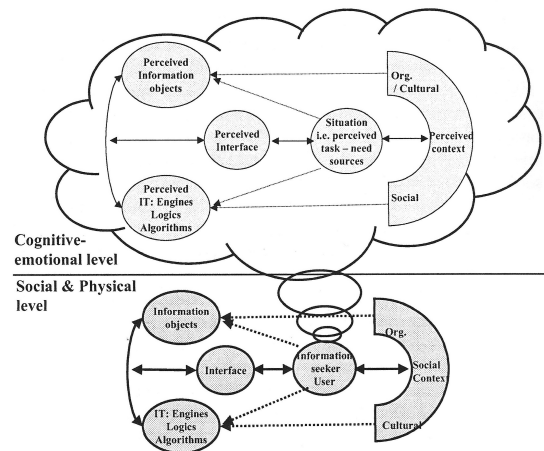 Perceived
Information
objects
Org.
/ Cultural
Perceived
Interface
Situation
i.e. perceived
task – need
sources
Perceived
context
Perceived
IT: Engines
Logics
Algorithms
Social
Cognitive-
emotional level
Social & Physical
level
Information
objects
Org.
Interface
Information
seeker
User
Social
Contex
IT: Engines
Logics
Algorithms
Cultural